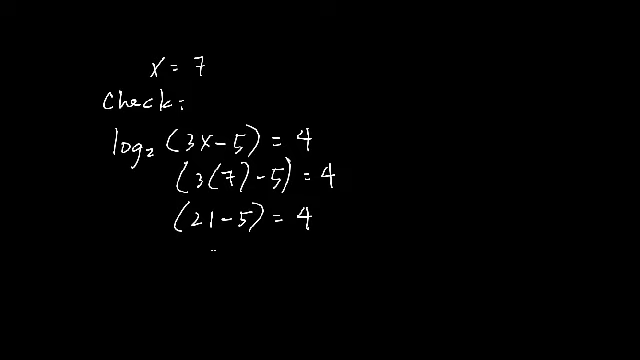 x = 7
Check:
log₂ (3x - 5) = 4
(3(7) - 5) = 4
(21 - 5) = 4